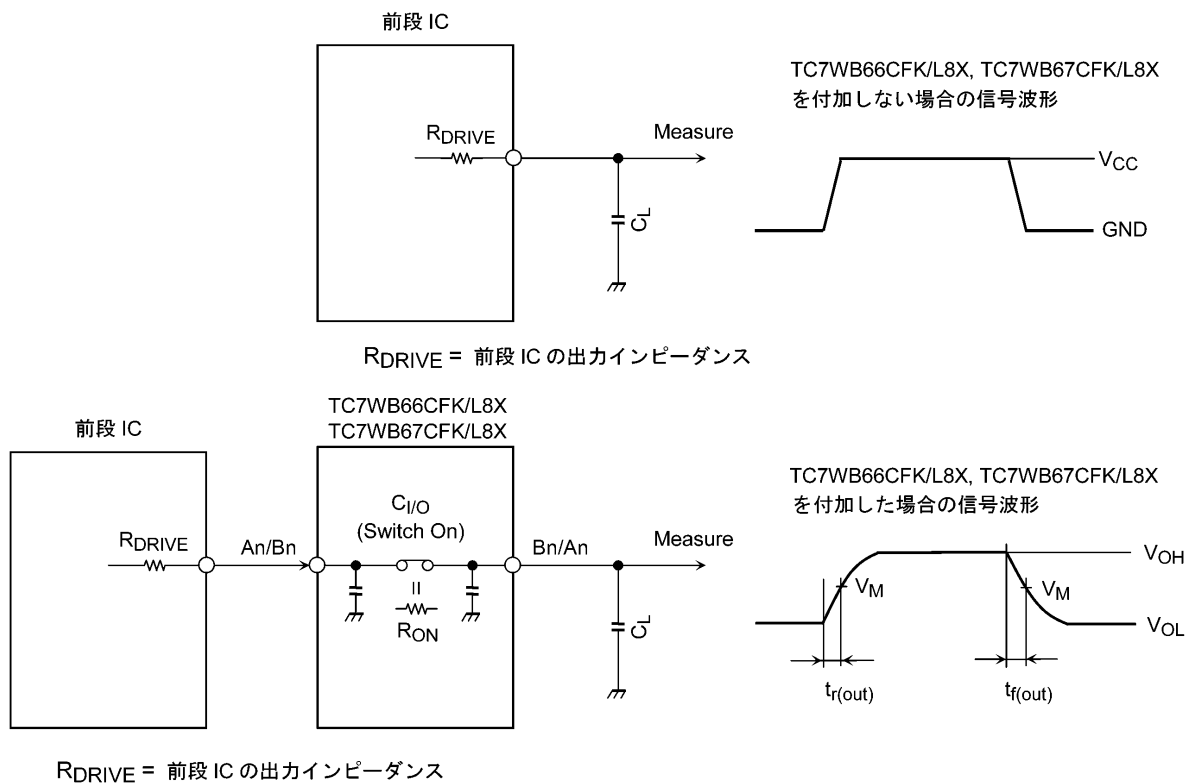 前段 IC
TC7WB66CFK/L8X, TC7WB67CFK/L8X
を付加しない場合の信号波形
RDRIVE
Measure
CL
VCC
GND
RDRIVE = 前段 IC の出力インピーダンス
TC7WB66CFK/L8X
TC7WB67CFK/L8X
前段 IC
TC7WB66CFK/L8X, TC7WB67CFK/L8X
を付加した場合の信号波形
CI/O
(Switch On)
RDRIVE
An/Bn
Bn/An
Measure
RON
CL
VOH
VM
VM
VOL
tr(out)
tf(out)
RDRIVE = 前段 IC の出力インピーダンス